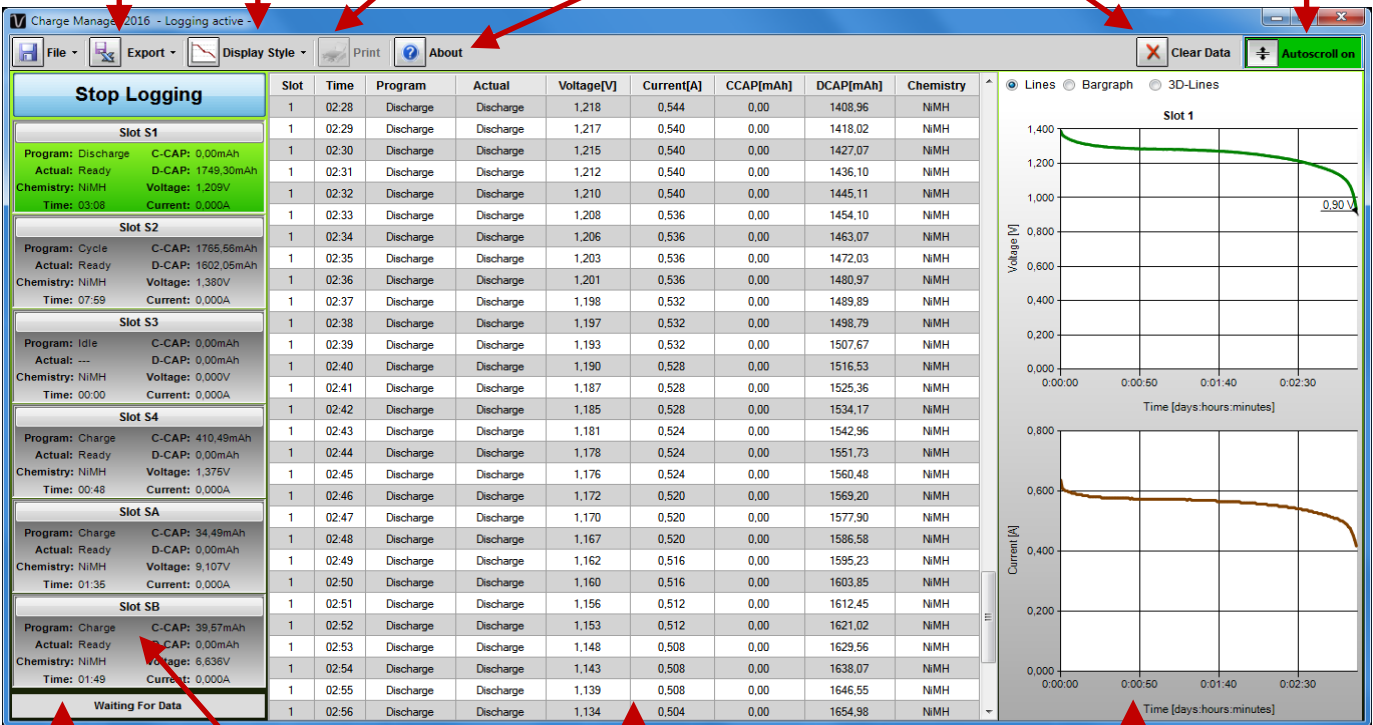 Charge Manager 2016 - Logging active -
File Export Display Style Print About Clear Data Autoscroll on
Stop Logging
Slot S1
Program: Discharge C-CAP: 0,00mAh
Actual: Ready D-CAP: 1749,30mAh
Chemistry: NiMH Voltage: 1,209V
Time: 03:08 Current: 0,000A
Slot S2
Program: Cycle C-CAP: 1765,56mAh
Actual: Ready D-CAP: 1602,05mAh
Chemistry: NiMH Voltage: 1,380V
Time: 07:59 Current: 0,000A
Slot S3
Program: Idle C-CAP: 0,00mAh
Actual: --- D-CAP: 0,00mAh
Chemistry: NiMH Voltage: 0,000V
Time: 00:00 Current: 0,000A
Slot S4
Program: Charge C-CAP: 410,49mAh
Actual: Ready D-CAP: 0,00mAh
Chemistry: NiMH Voltage: 1,375V
Time: 00:48 Current: 0,000A
Slot SA
Program: Charge C-CAP: 34,49mAh
Actual: Ready D-CAP: 0,00mAh
Chemistry: NiMH Voltage: 9,107V
Time: 01:35 Current: 0,000A
Slot SB
Program: Charge C-CAP: 39,57mAh
Actual: Ready D-CAP: 0,00mAh
Chemistry: NiMH Voltage: 6,636V
Time: 01:49 Current: 0,000A
Waiting For Data
Slot Time Program Actual Voltage[V] Current[A] CCAP[mAh] DCAP[mAh] Chemistry
1 02:28 Discharge Discharge 1,218 0,544 0,00 1408,96 NiMH
1 02:29 Discharge Discharge 1,217 0,540 0,00 1418,02 NiMH
1 02:30 Discharge Discharge 1,215 0,540 0,00 1427,07 NiMH
1 02:31 Discharge Discharge 1,212 0,540 0,00 1436,10 NiMH
1 02:32 Discharge Discharge 1,210 0,540 0,00 1445,11 NiMH
1 02:33 Discharge Discharge 1,208 0,536 0,00 1454,10 NiMH
1 02:34 Discharge Discharge 1,206 0,536 0,00 1463,07 NiMH
1 02:35 Discharge Discharge 1,203 0,536 0,00 1472,03 NiMH
1 02:36 Discharge Discharge 1,201 0,536 0,00 1480,97 NiMH
1 02:37 Discharge Discharge 1,198 0,532 0,00 1489,89 NiMH
1 02:38 Discharge Discharge 1,197 0,532 0,00 1498,79 NiMH
1 02:39 Discharge Discharge 1,193 0,532 0,00 1507,67 NiMH
1 02:40 Discharge Discharge 1,190 0,528 0,00 1516,53 NiMH
1 02:41 Discharge Discharge 1,187 0,528 0,00 1525,36 NiMH
1 02:42 Discharge Discharge 1,185 0,528 0,00 1534,17 NiMH
1 02:43 Discharge Discharge 1,181 0,524 0,00 1542,96 NiMH
1 02:44 Discharge Discharge 1,178 0,524 0,00 1551,73 NiMH
1 02:45 Discharge Discharge 1,176 0,524 0,00 1560,48 NiMH
1 02:46 Discharge Discharge 1,172 0,520 0,00 1569,20 NiMH
1 02:47 Discharge Discharge 1,170 0,520 0,00 1577,90 NiMH
1 02:48 Discharge Discharge 1,167 0,520 0,00 1586,58 NiMH
1 02:49 Discharge Discharge 1,162 0,516 0,00 1595,23 NiMH
1 02:50 Discharge Discharge 1,160 0,516 0,00 1603,85 NiMH
1 02:51 Discharge Discharge 1,156 0,512 0,00 1612,45 NiMH
1 02:52 Discharge Discharge 1,153 0,512 0,00 1621,02 NiMH
1 02:53 Discharge Discharge 1,148 0,508 0,00 1629,56 NiMH
1 02:54 Discharge Discharge 1,143 0,508 0,00 1638,07 NiMH
1 02:55 Discharge Discharge 1,139 0,508 0,00 1646,55 NiMH
1 02:56 Discharge Discharge 1,134 0,504 0,00 1654,98 NiMH
Lines Bargraph 3D-Lines
Slot 1
1,400
1,200
1,000
0,90 V
0,800
0,600
0,400
0,200
0,000
Voltage [V]
0:00:00 0:00:50 0:01:40 0:02:30
Time [days:hours:minutes]
0,800
0,600
0,400
0,200
0,000
Current [A]
0:00:00 0:00:50 0:01:40 0:02:30
Time [days:hours:minutes]